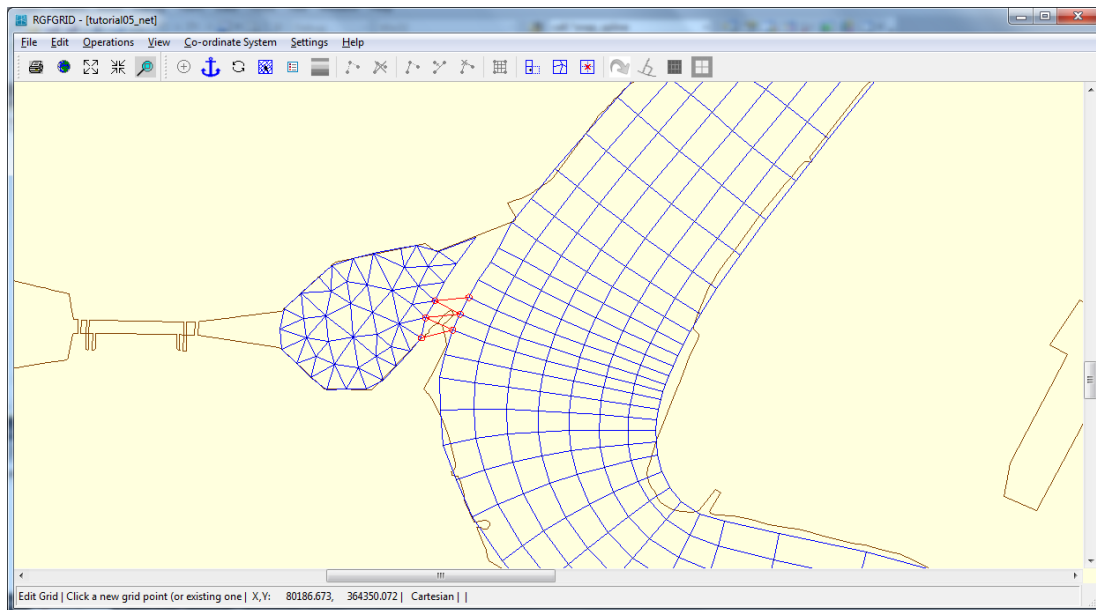 RGFGRID - [tutorial05_net]
File Edit Operations View Co-ordinate System Settings Help
Edit Grid | Click a new grid point (or existing one | X,Y: 80186.673, 364350.072 | Cartesian | |